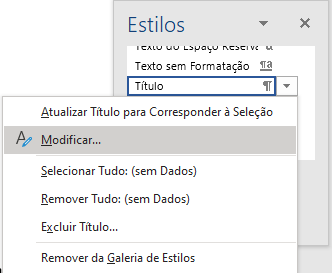 Estilos
Texto do Espaço Reserva a
Texto sem Formatação ¶a
Título ¶
Atualizar Título para Corresponder à Seleção
Modificar...
Selecionar Tudo: (sem Dados)
Remover Tudo: (sem Dados)
Excluir Título...
Remover da Galeria de Estilos